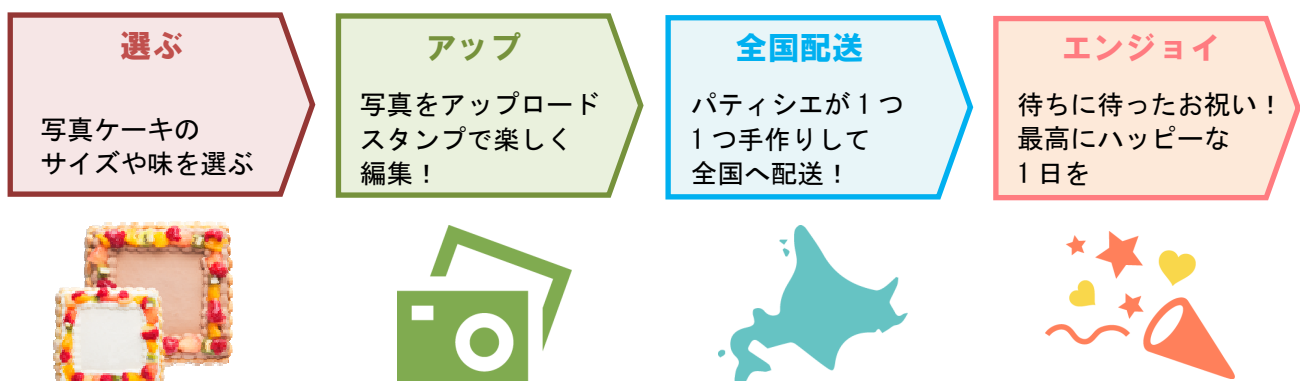 選ぶ
写真ケーキの
サイズや味を選ぶ
アップ
写真をアップロード
スタンプで楽しく
編集！
全国配送
パティシエが１つ
１つ手作りして
全国へ配送！
エンジョイ
待ちに待ったお祝い！
最高にハッピーな
１日を